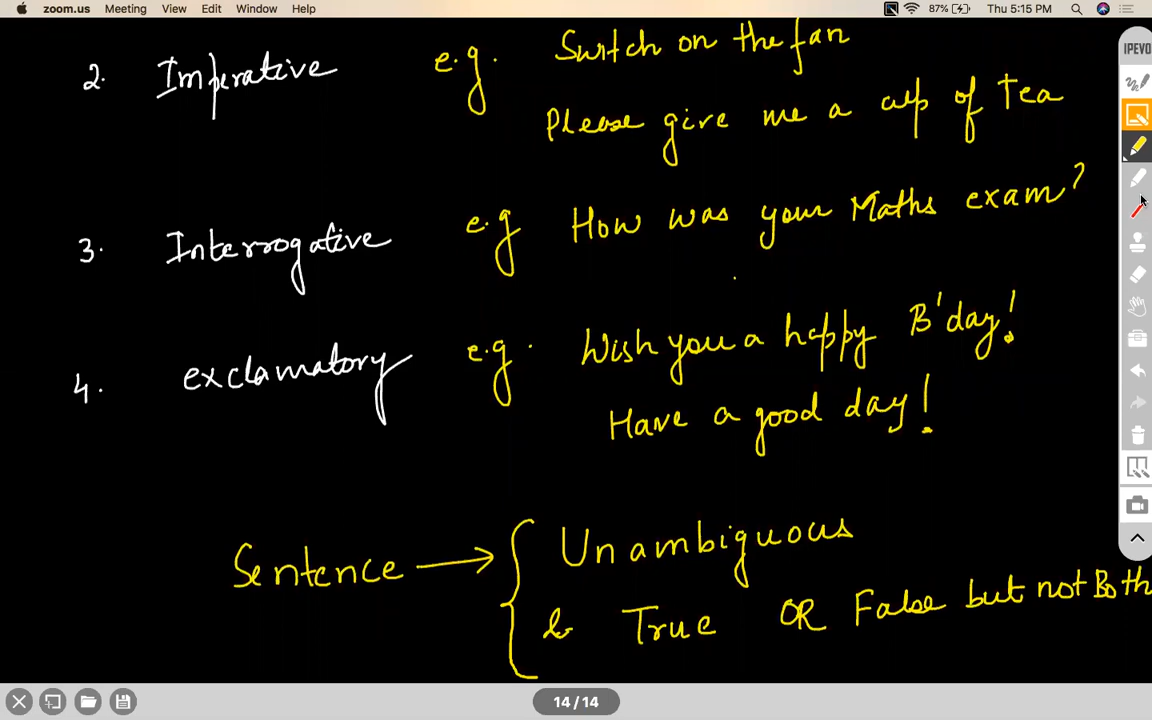 zoom.us Meeting View Edit Window Help 87% Thu 5:15 PM
IPEVO
2. Imperative e.g. Switch on the fan
Please give me a cup of Tea
3. Interrogative e.g How was your Maths exam?
4. exclamatory e.g. Wish you a happy B'day!
Have a good day!
Sentence → Unambiguous
& True OR False but not Both
14 / 14